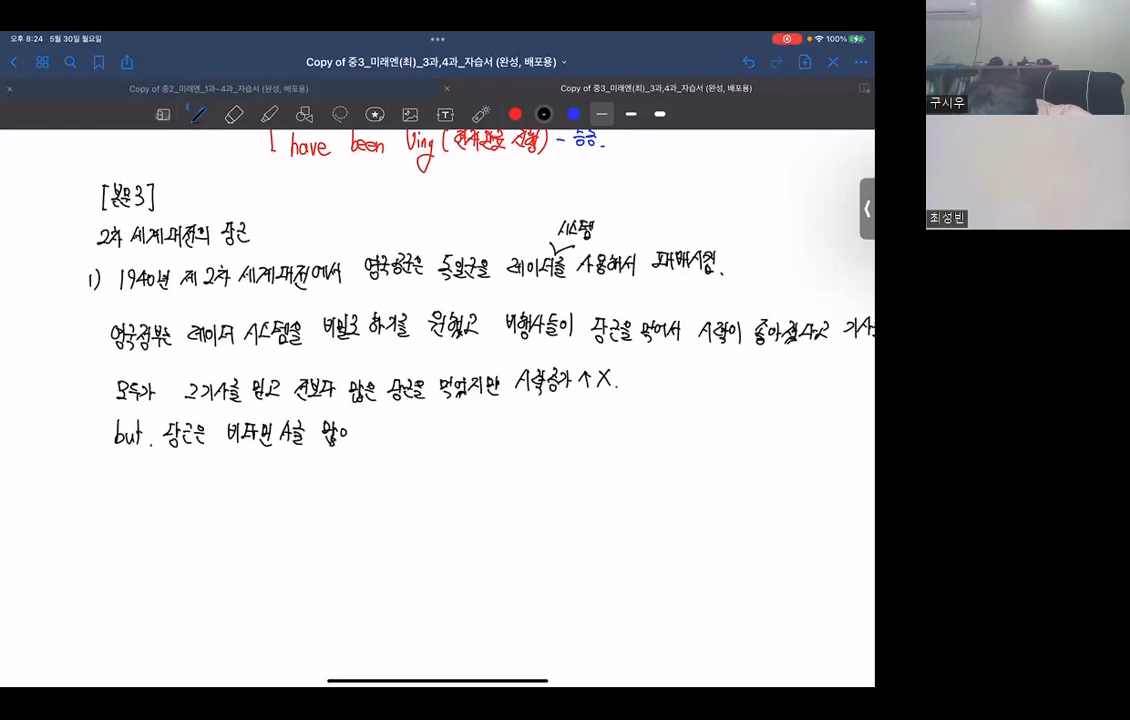 오후 8:24 5월 30일 월요일
100%
Copy of 중3_미래엔(최)_3과,4과_자습서 (완성, 배포용)
Copy of 중2_미래엔_1과~4과_자습서 (완성, 배포용)
Copy of 중3_미래엔(최)_3과,4과_자습서 (완성, 배포용)
I have been Ving (현재완료 진행) -
[본문3]
2차 세계대전의 당근
시스템
1) 1940년 제 2차 세계대전에서 영국공군은 독일군을 레이더를 사용해서 패배시킴.
영국정부는 레이더 시스템을 비밀로 하기를 원했고 비행사들이 당근을 먹어서 시력이 좋아졌다고 기사
모두가 그 기사를 믿고 전보다 많은 당근을 먹었지만 시력증가 ↑ X.
but. 당근은 비타민 A를 많이
구시우
최성빈